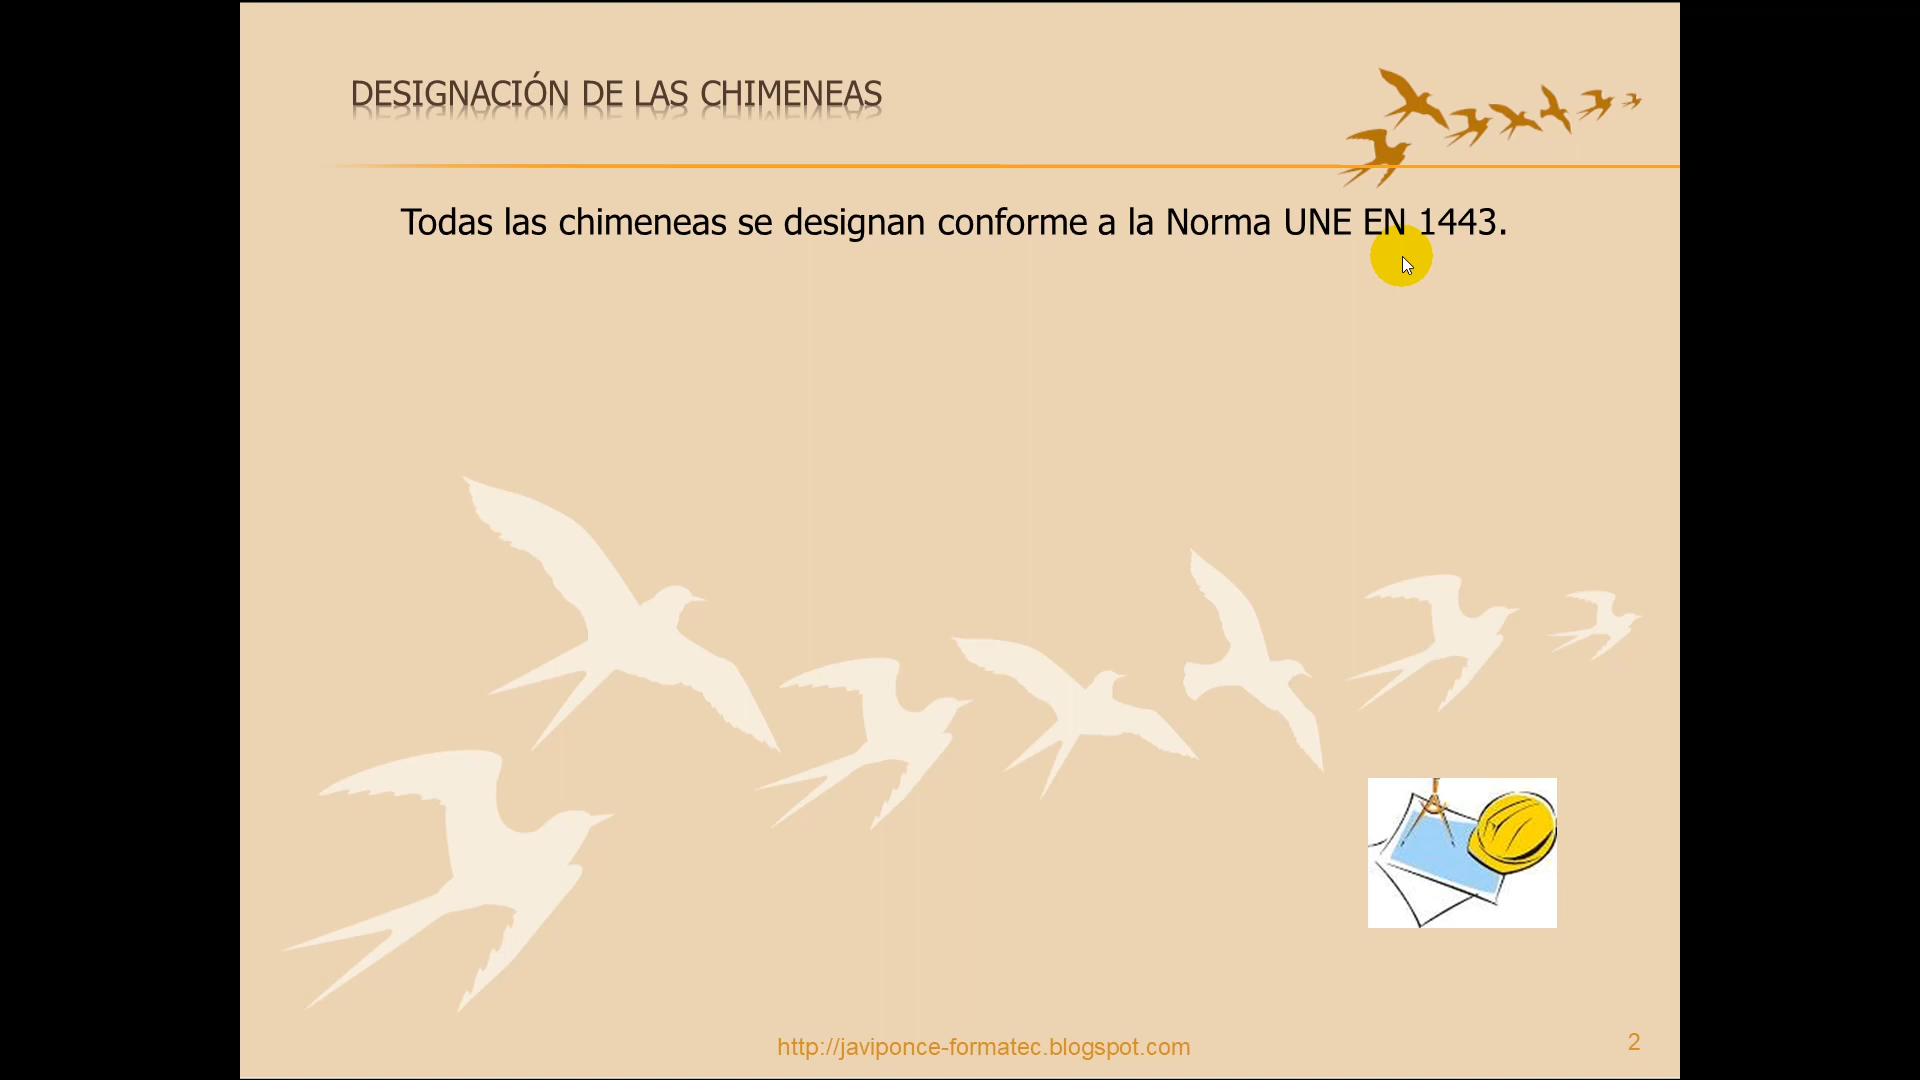 DESIGNACIÓN DE LAS CHIMENEAS
Todas las chimeneas se designan conforme a la Norma UNE EN 1443.
http://javiponce-formatec.blogspot.com
2